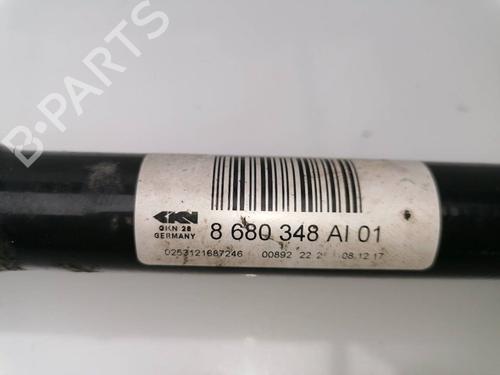 B-PARTS
GKN
GKN 28
GERMANY
8 680 348 AI 01
0253121687246 00892 22 2 08.12.17